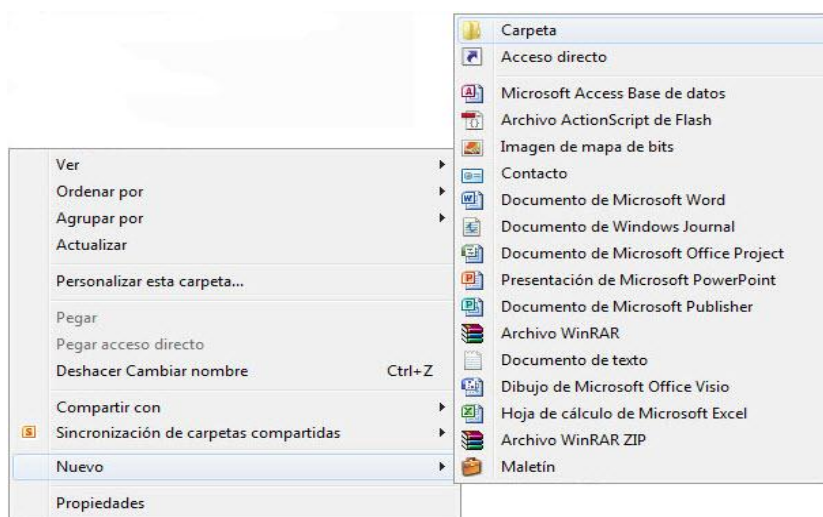 Ver
Ordenar por
Agrupar por
Actualizar
Personalizar esta carpeta...
Pegar
Pegar acceso directo
Deshacer Cambiar nombre Ctrl+Z
Compartir con
Sincronización de carpetas compartidas
Nuevo
Propiedades
Carpeta
Acceso directo
Microsoft Access Base de datos
Archivo ActionScript de Flash
Imagen de mapa de bits
Contacto
Documento de Microsoft Word
Documento de Windows Journal
Documento de Microsoft Office Project
Presentación de Microsoft PowerPoint
Documento de Microsoft Publisher
Archivo WinRAR
Documento de texto
Dibujo de Microsoft Office Visio
Hoja de cálculo de Microsoft Excel
Archivo WinRAR ZIP
Maletín